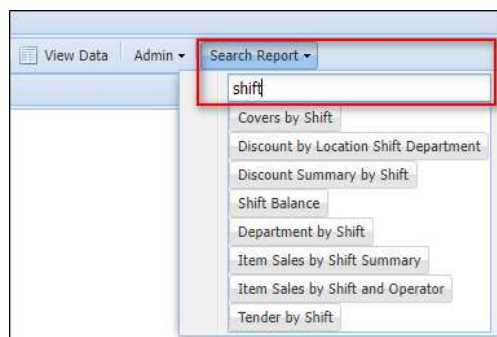 View Data Admin Search Report
shift
Covers by Shift
Discount by Location Shift Department
Discount Summary by Shift
Shift Balance
Department by Shift
Item Sales by Shift Summary
Item Sales by Shift and Operator
Tender by Shift